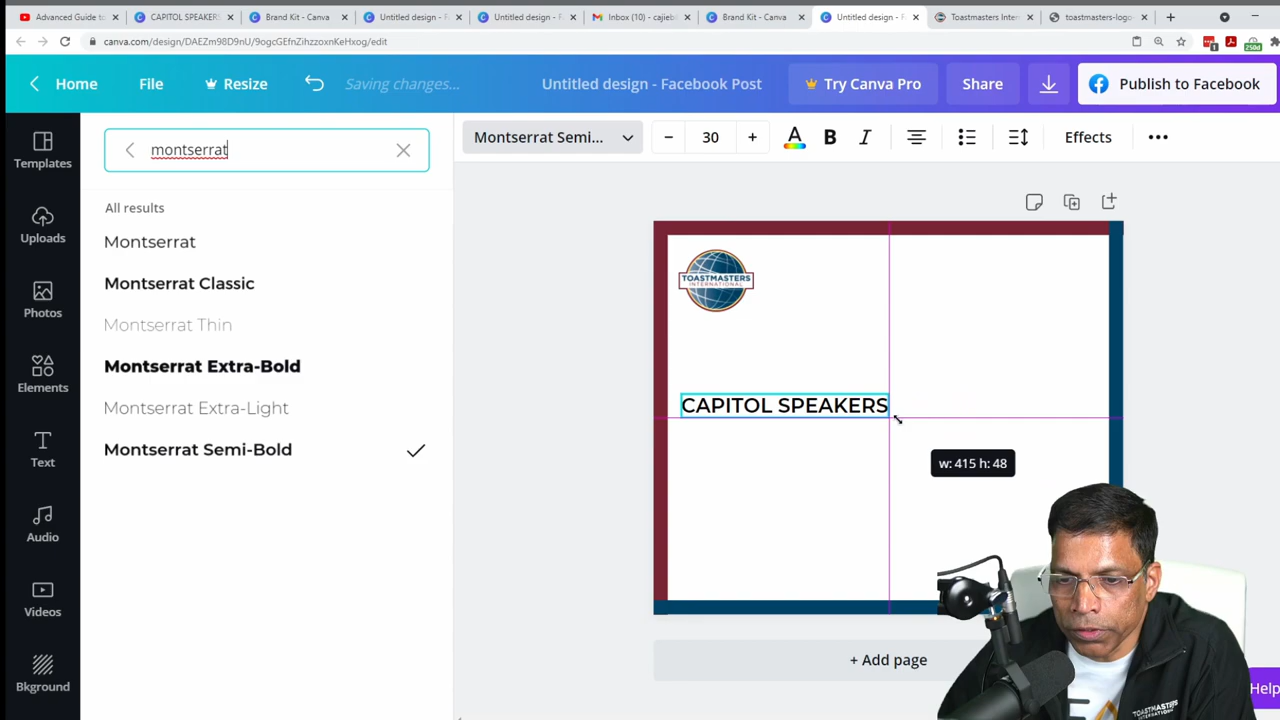 Advanced Guide to
CAPITOL SPEAKERS
Brand Kit - Canva
Untitled design - F
Untitled design - F
Inbox (10) - cajieb
Brand Kit - Canva
Untitled design - F
Toastmasters Inter
toastmasters-logo
canva.com/design/DAEZm98D9nU/9ogcGEfnZihzzoxnKeHxog/edit
Home
File
Resize
Saving changes...
Untitled design - Facebook Post
Try Canva Pro
Share
Publish to Facebook
Templates
Uploads
Photos
Elements
Text
Audio
Videos
Bkground
montserrat
All results
Montserrat
Montserrat Classic
Montserrat Thin
Montserrat Extra-Bold
Montserrat Extra-Light
Montserrat Semi-Bold
Montserrat Semi...
30
A
B
I
Effects
TOASTMASTERS
INTERNATIONAL
CAPITOL SPEAKERS
w: 415 h: 48
+ Add page
Help
TOASTMASTERS